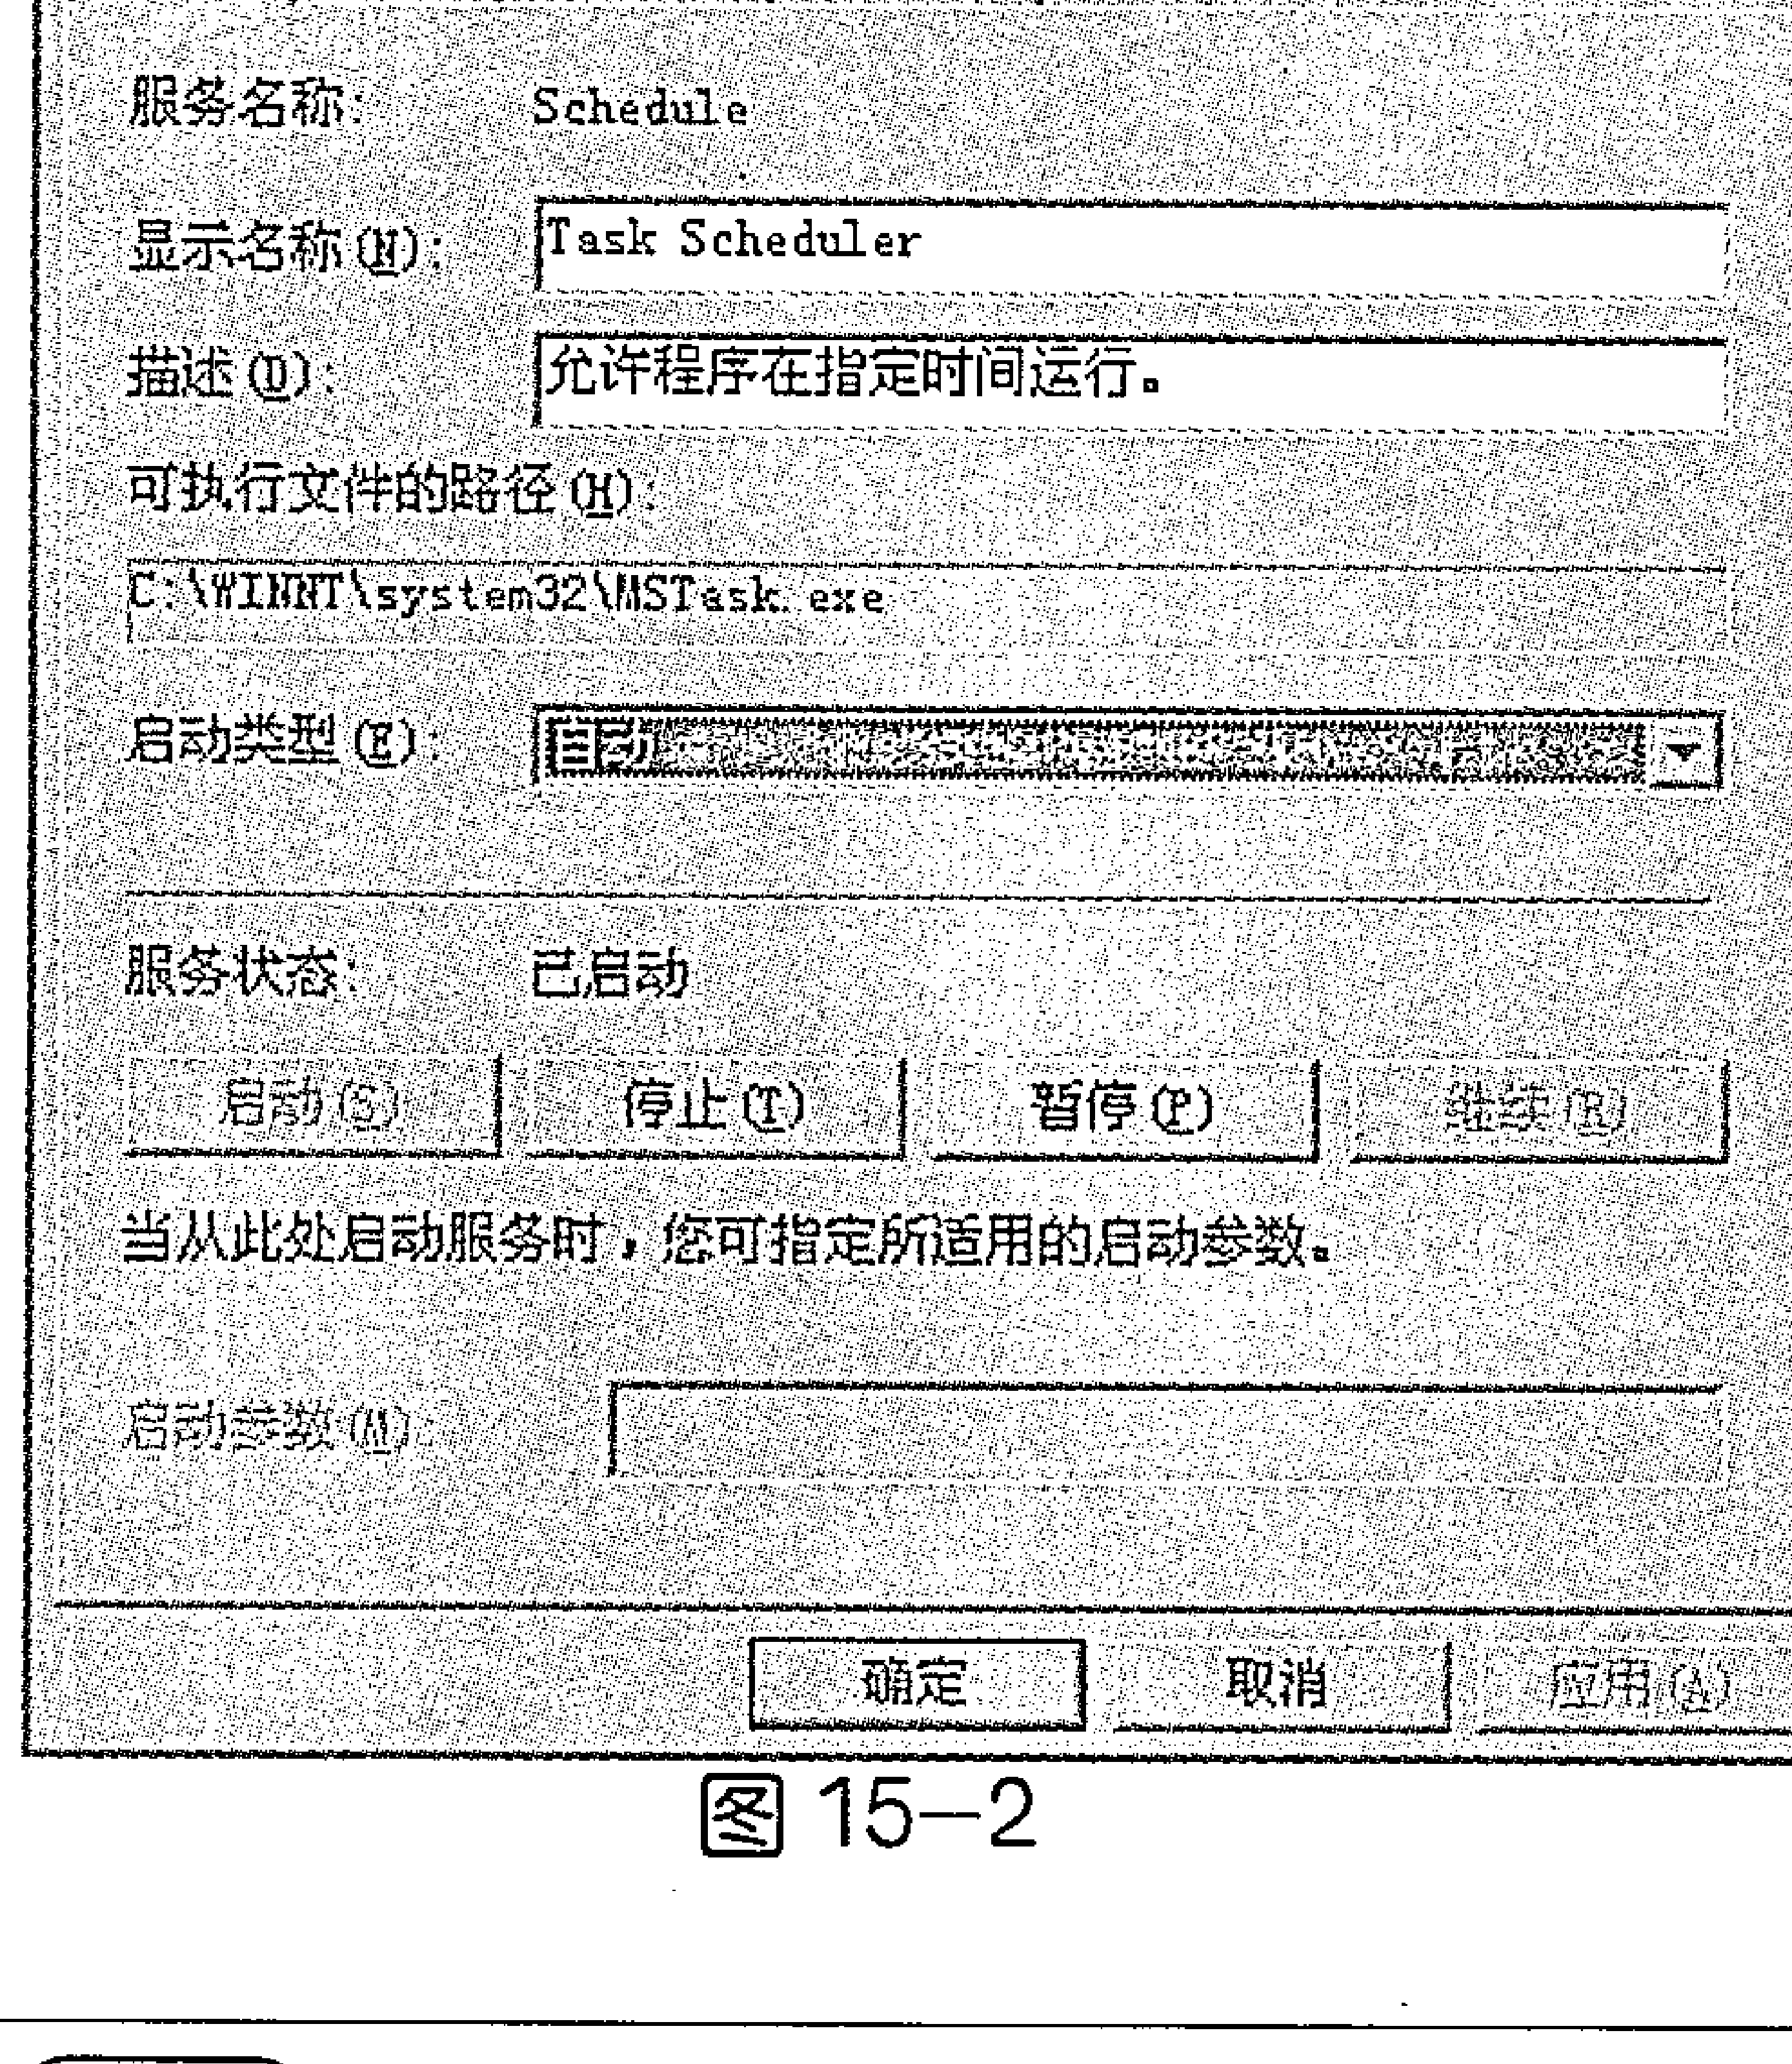 服务名称: Schedule
显示名称(N): Task Scheduler
描述(D): 允许程序在指定时间运行。
可执行文件的路径(H):
C:\WINNT\system32\MSTask.exe
启动类型(E): 自动
服务状态: 已启动
启动(S) 停止(T) 暂停(P) 继续(R)
当从此处启动服务时，您可指定所适用的启动参数。
启动参数(M):
确定 取消 应用(A)
图 15-2